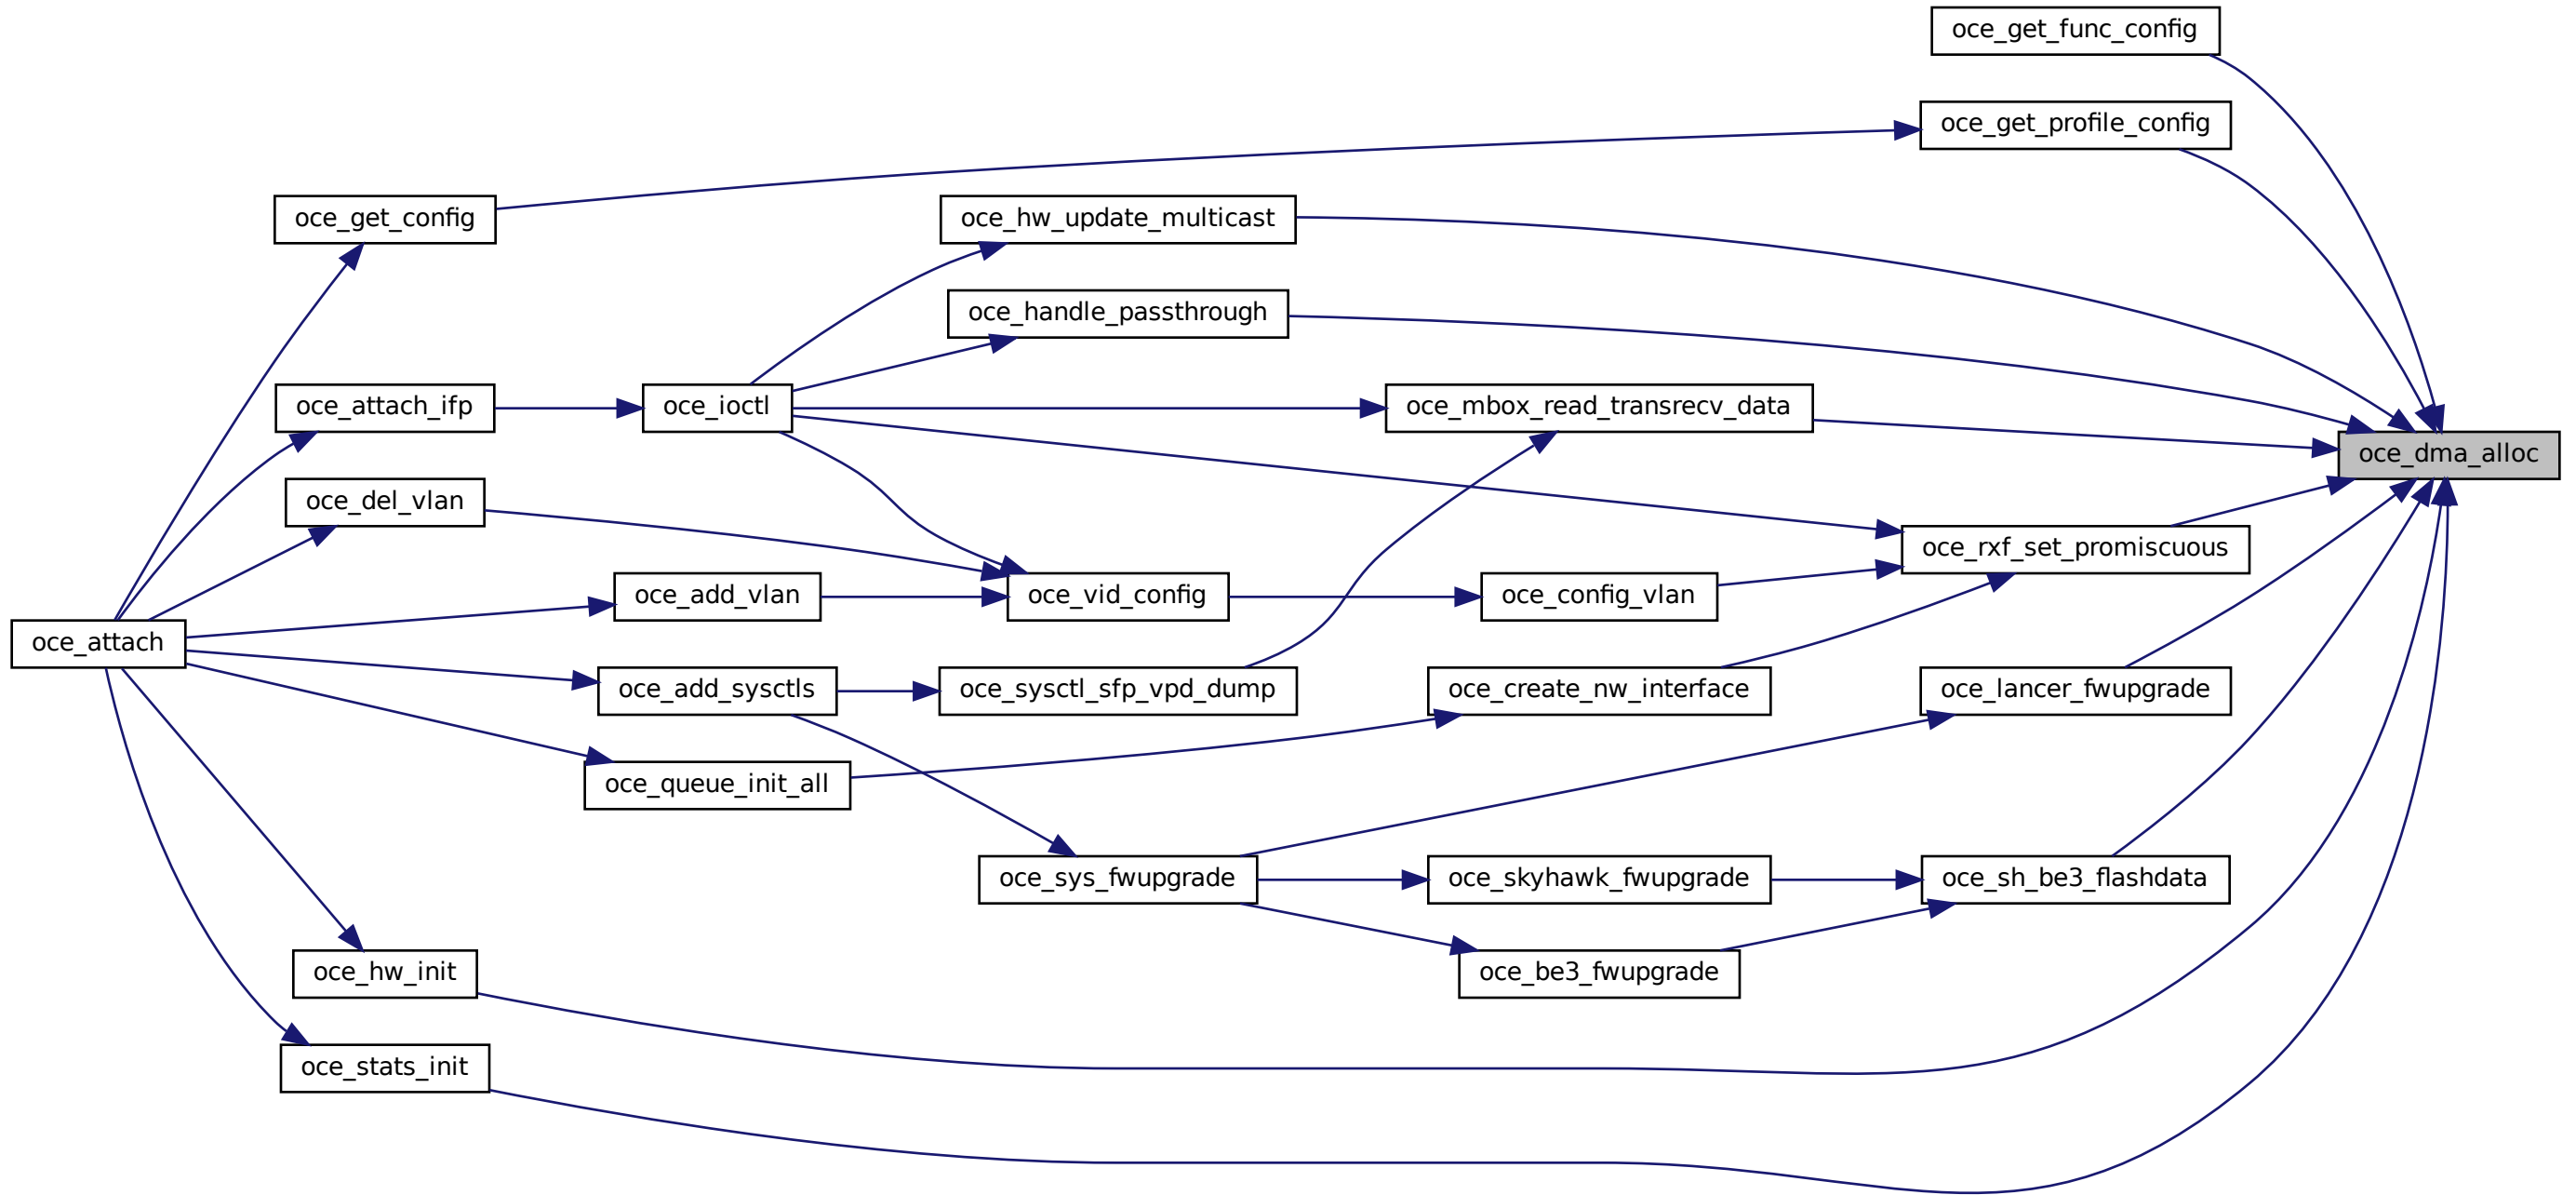 oce_get_func_config
oce_get_profile_config
oce_get_config
oce_hw_update_multicast
oce_handle_passthrough
oce_attach_ifp
oce_ioctl
oce_mbox_read_transrecv_data
oce_dma_alloc
oce_del_vlan
oce_rxf_set_promiscuous
oce_add_vlan
oce_vid_config
oce_config_vlan
oce_attach
oce_add_sysctls
oce_sysctl_sfp_vpd_dump
oce_create_nw_interface
oce_lancer_fwupgrade
oce_queue_init_all
oce_sys_fwupgrade
oce_skyhawk_fwupgrade
oce_sh_be3_flashdata
oce_hw_init
oce_be3_fwupgrade
oce_stats_init